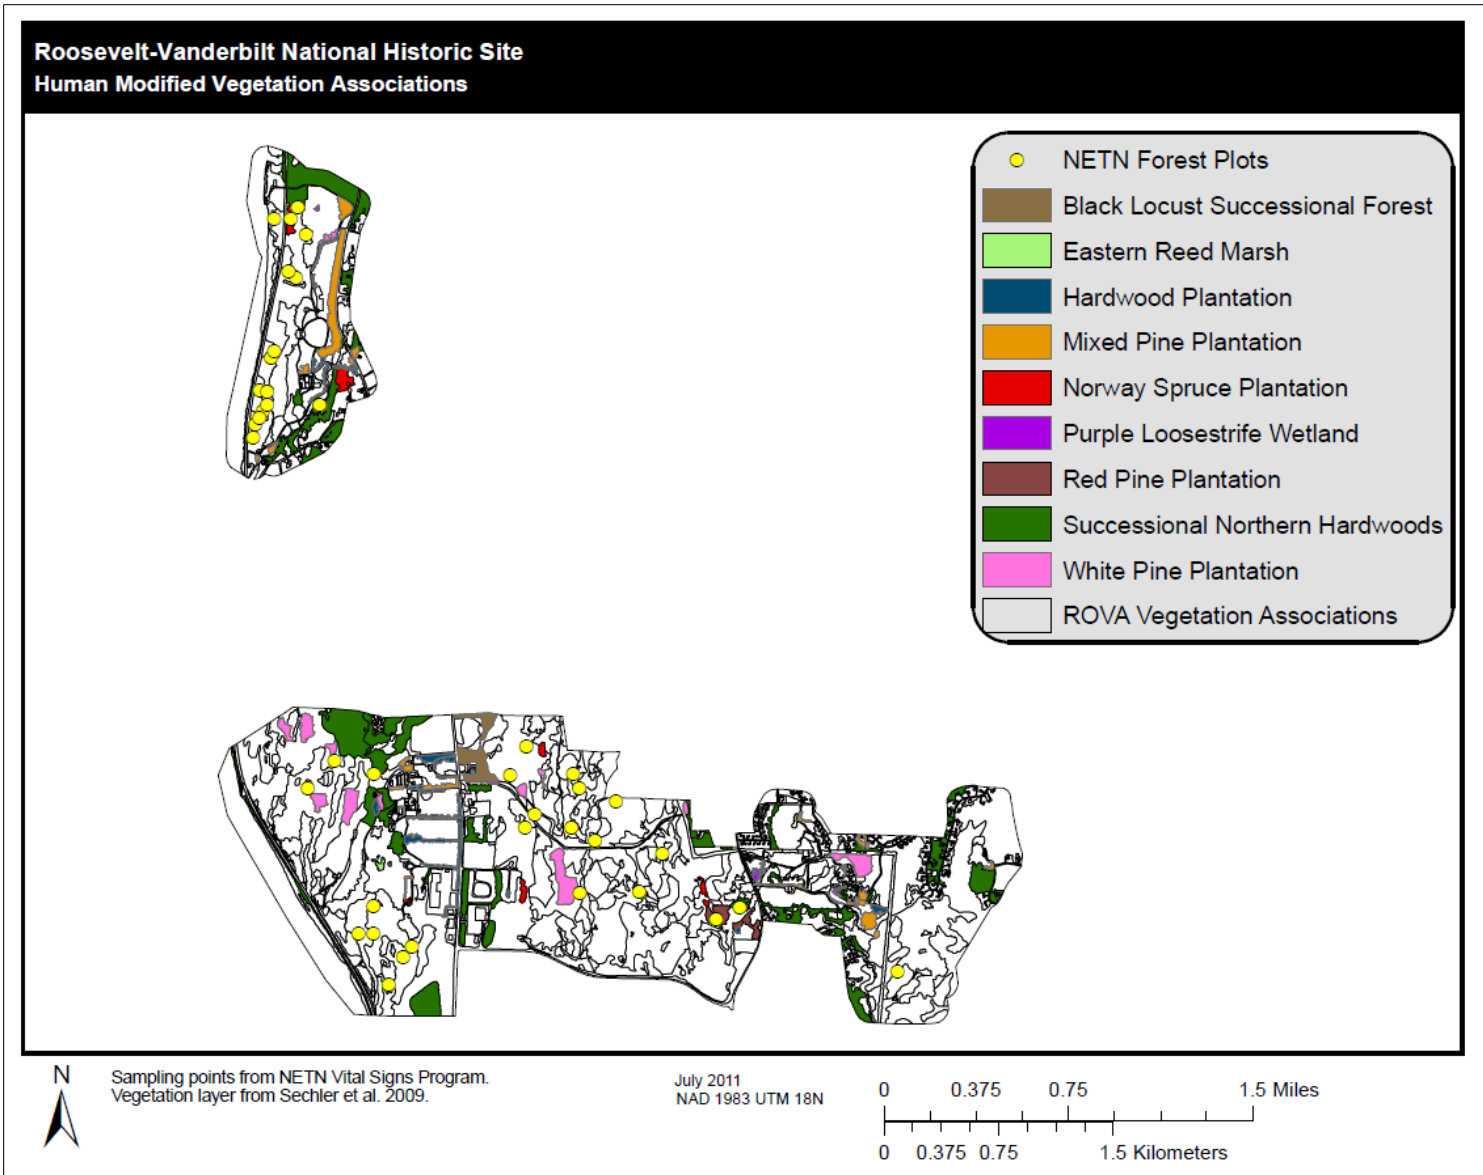 Roosevelt-Vanderbilt National Historic Site
Human Modified Vegetation Associations
NETN Forest Plots
Black Locust Successional Forest
Eastern Reed Marsh
Hardwood Plantation
Mixed Pine Plantation
Norway Spruce Plantation
Purple Loosestrife Wetland
Red Pine Plantation
Successional Northern Hardwoods
White Pine Plantation
ROVA Vegetation Associations
N
Sampling points from NETN Vital Signs Program.
Vegetation layer from Sechler et al. 2009.
July 2011
NAD 1983 UTM 18N
0 0.375 0.75 1.5 Miles
0 0.375 0.75 1.5 Kilometers